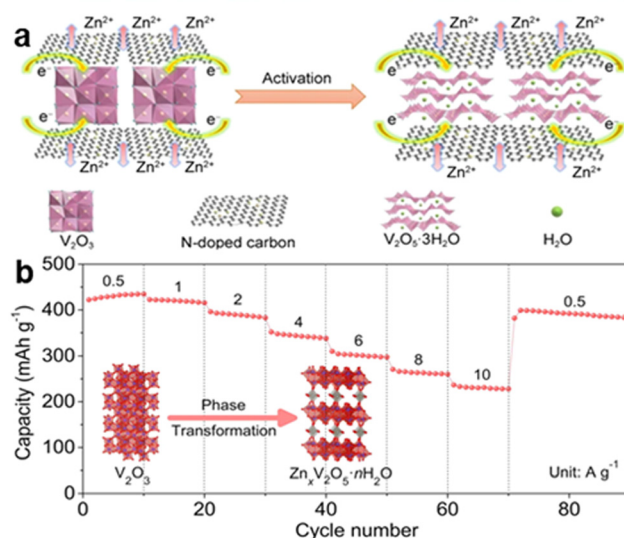 a
Zn²⁺ Zn²⁺ Zn²⁺
Zn²⁺ Zn²⁺ Zn²⁺
e⁻ e⁻
Activation
e⁻ e⁻
e⁻ e⁻
e⁻ e⁻
Zn²⁺ Zn²⁺ Zn²⁺
Zn²⁺ Zn²⁺ Zn²⁺
V₂O₃
N-doped carbon
V₂O₅·3H₂O
H₂O
b
Capacity (mAh g⁻¹)
500
400
300
200
100
0
0.5 1 2 4 6 8 10 0.5
Phase
Transformation
V₂O₃
ZnₓV₂O₅·nH₂O
Unit: A g⁻¹
0 20 40 60 80
Cycle number